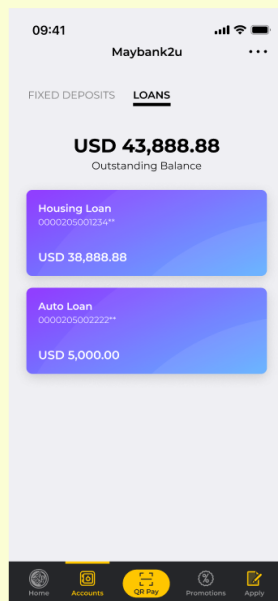 09:41
Maybank2u
FIXED DEPOSITS LOANS
USD 43,888.88
Outstanding Balance
Housing Loan
0000205001234**
USD 38,888.88
Auto Loan
0000205002222**
USD 5,000.00
Home Accounts QR Pay Promotions Apply